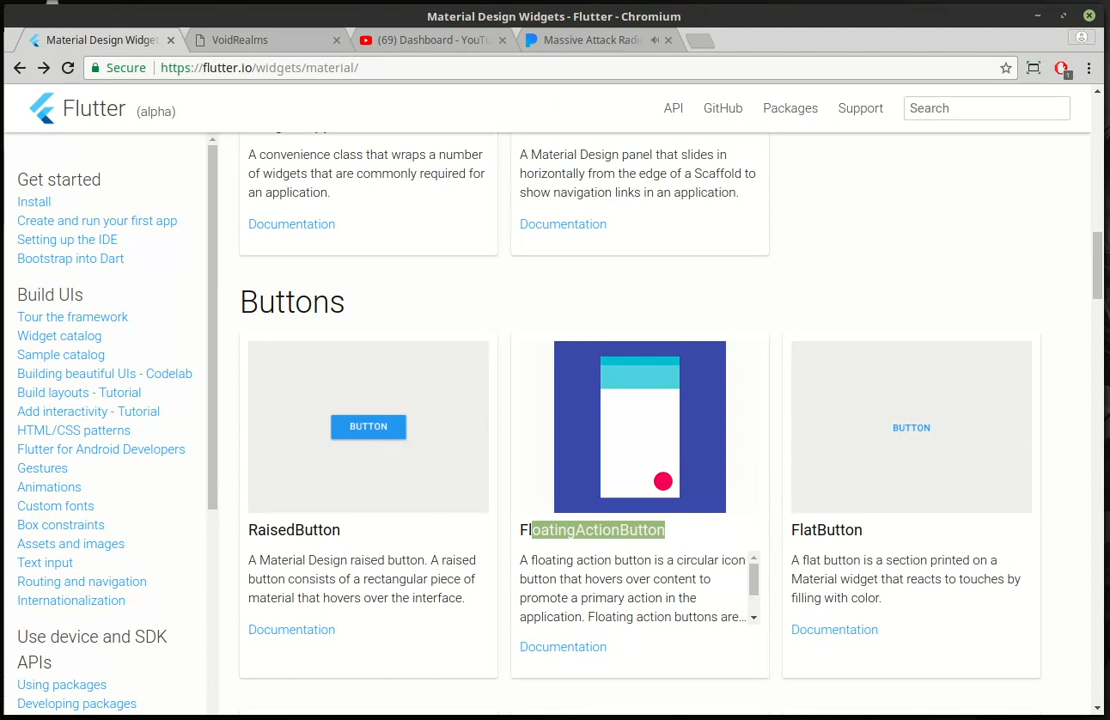 Material Design Widgets - Flutter - Chromium
Material Design Widget
VoidRealms
(69) Dashboard - YouTu
Massive Attack Radio
Secure
https://flutter.io/widgets/material/
1
Flutter (alpha)
API
GitHub
Packages
Support
Search
Get started
Install
Create and run your first app
Setting up the IDE
Bootstrap into Dart
Build UIs
Tour the framework
Widget catalog
Sample catalog
Building beautiful UIs - Codelab
Build layouts - Tutorial
Add interactivity - Tutorial
HTML/CSS patterns
Flutter for Android Developers
Gestures
Animations
Custom fonts
Box constraints
Assets and images
Text input
Routing and navigation
Internationalization
Use device and SDK
APIs
Using packages
Developing packages
A convenience class that wraps a number
of widgets that are commonly required for
an application.
Documentation
A Material Design panel that slides in
horizontally from the edge of a Scaffold to
show navigation links in an application.
Documentation
Buttons
BUTTON
RaisedButton
A Material Design raised button. A raised
button consists of a rectangular piece of
material that hovers over the interface.
Documentation
FloatingActionButton
A floating action button is a circular icon
button that hovers over content to
promote a primary action in the
application. Floating action buttons are...
Documentation
BUTTON
FlatButton
A flat button is a section printed on a
Material widget that reacts to touches by
filling with color.
Documentation